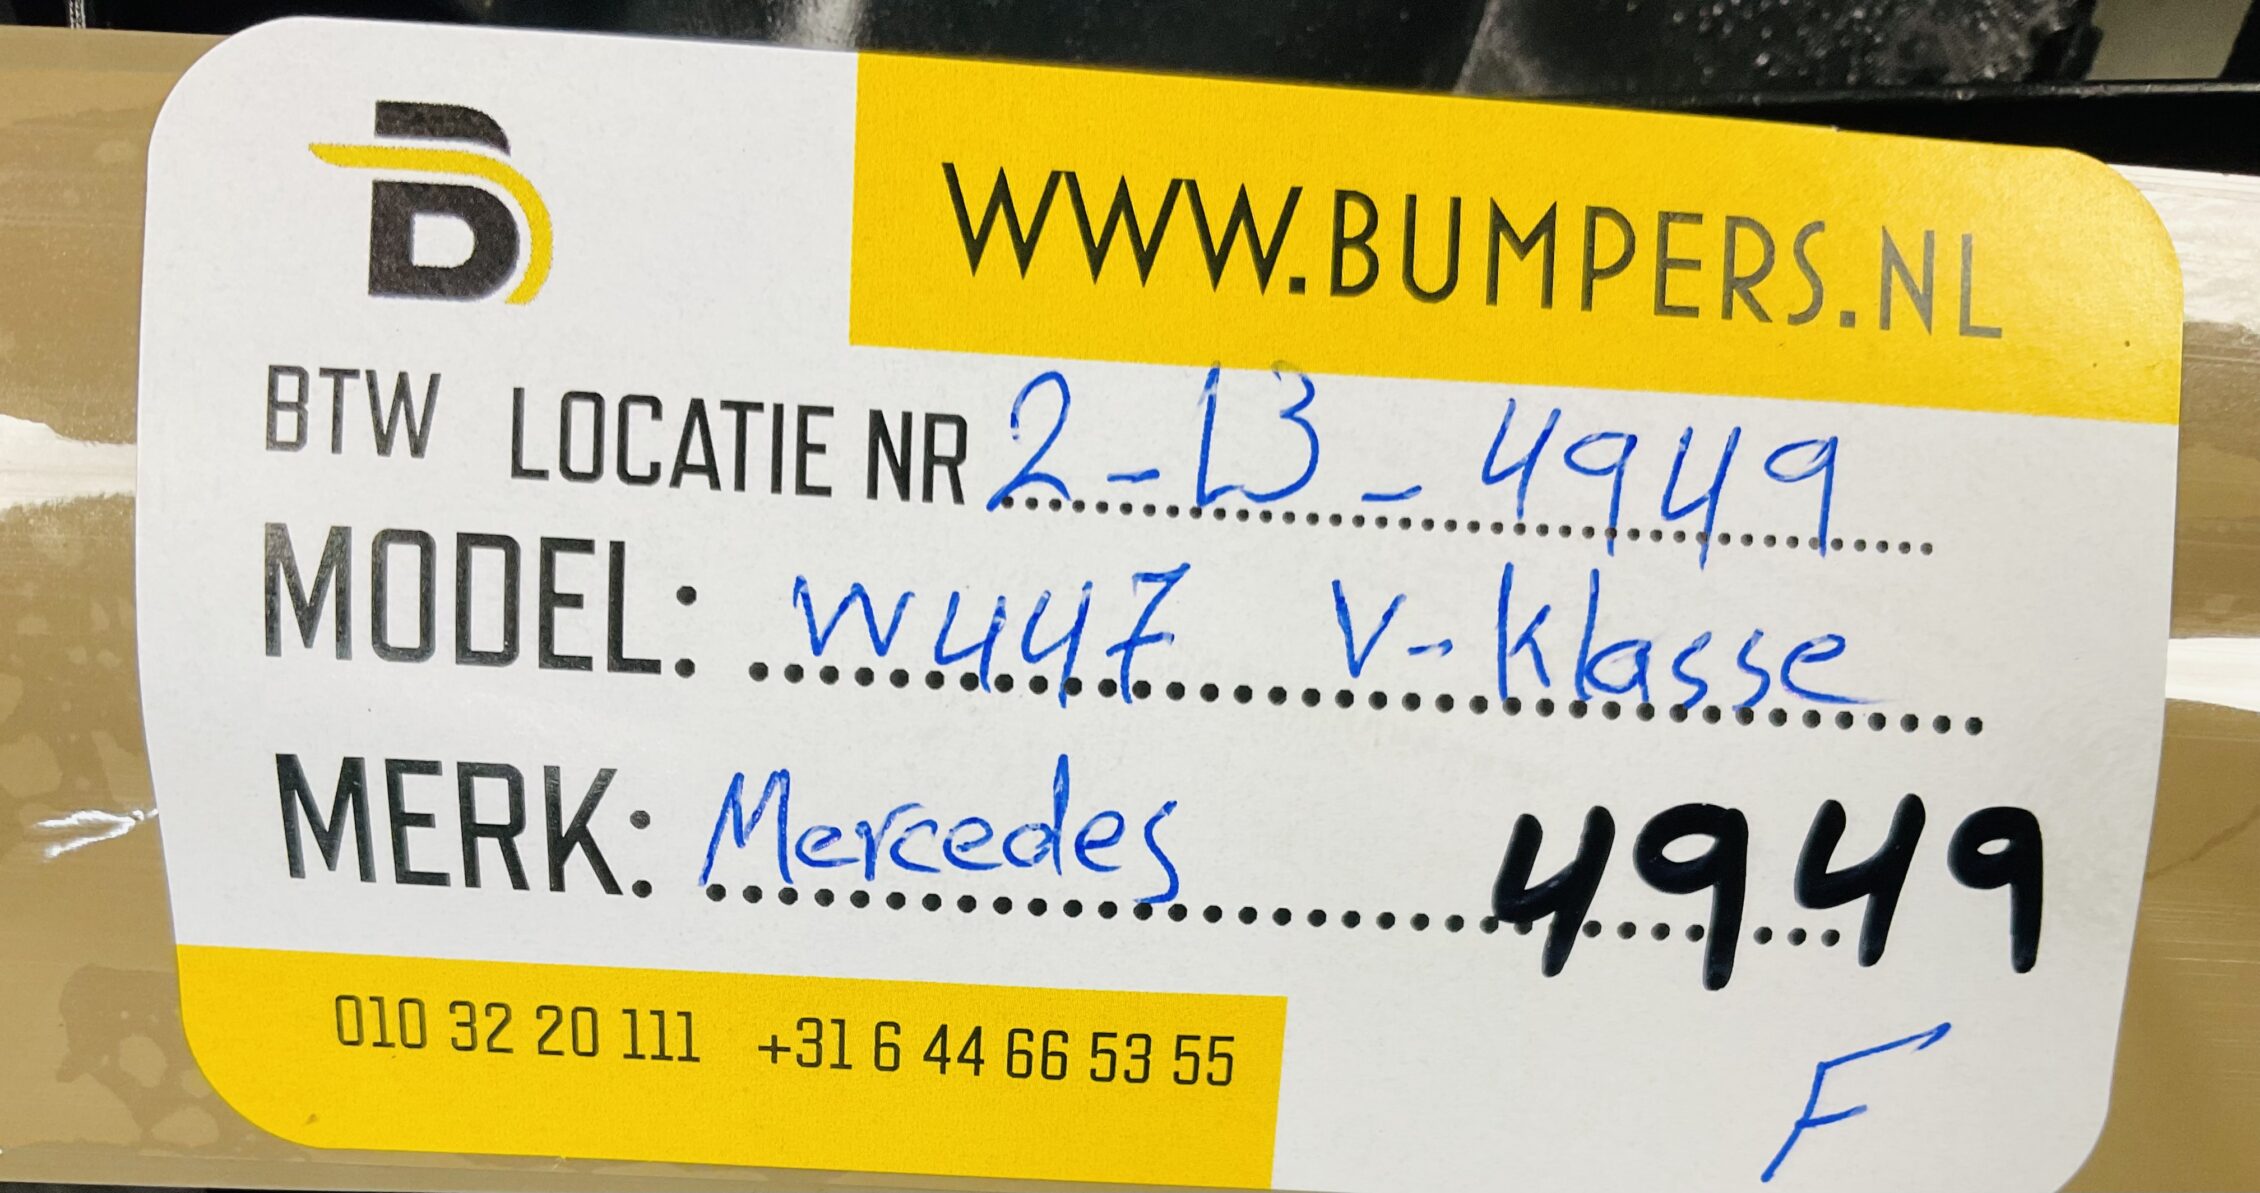 B
WWW.BUMPERS.NL
BTW LOCATIE NR 2-L3-4949
MODEL: W447 V-Klasse
MERK: Mercedes 4949
010 32 20 111 +31 6 44 66 53 55
F